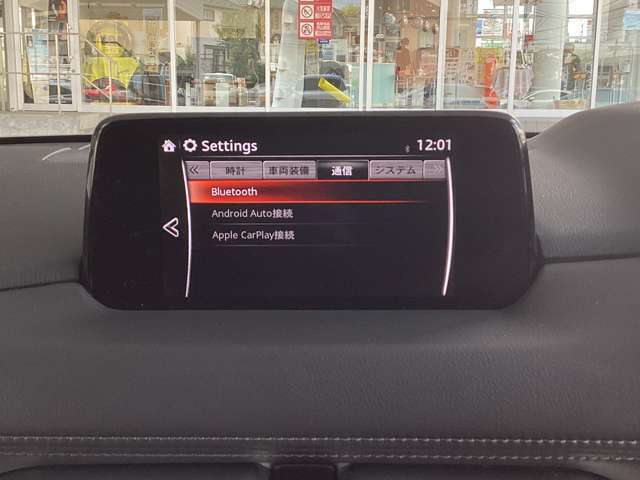 Settings
12:01
時計 車両装備 通信 システム
Bluetooth
Android Auto接続
Apple CarPlay接続